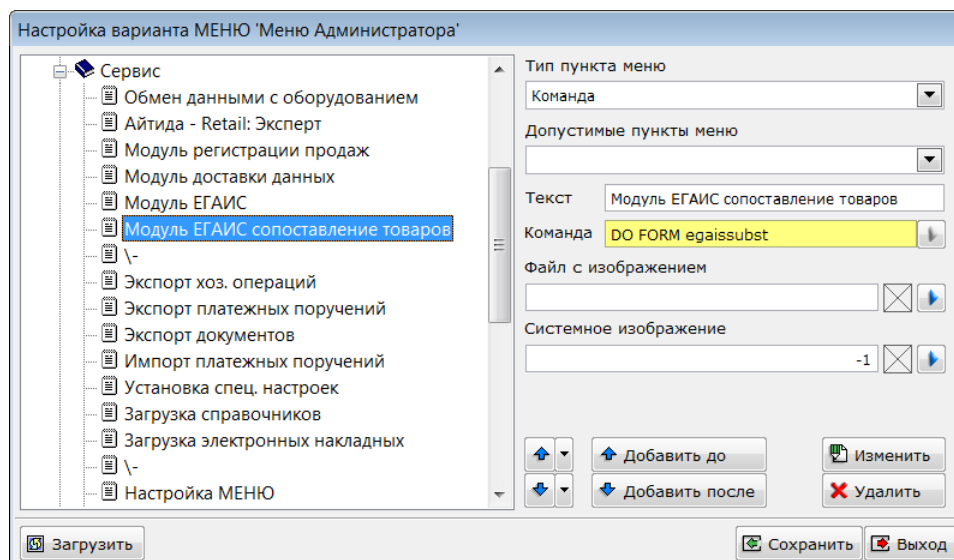 Настройка варианта МЕНЮ 'Меню Администратора'
Сервис
Обмен данными с оборудованием
Айтида - Retail: Эксперт
Модуль регистрации продаж
Модуль доставки данных
Модуль ЕГАИС
Модуль ЕГАИС сопоставление товаров
\-
Экспорт хоз. операций
Экспорт платежных поручений
Экспорт документов
Импорт платежных поручений
Установка спец. настроек
Загрузка справочников
Загрузка электронных накладных
\-
Настройка МЕНЮ
Тип пункта меню
Команда
Допустимые пункты меню
Текст Модуль ЕГАИС сопоставление товаров
Команда DO FORM egaissubst
Файл с изображением
Системное изображение
-1
Добавить до Изменить
Добавить после Удалить
Загрузить Сохранить Выход